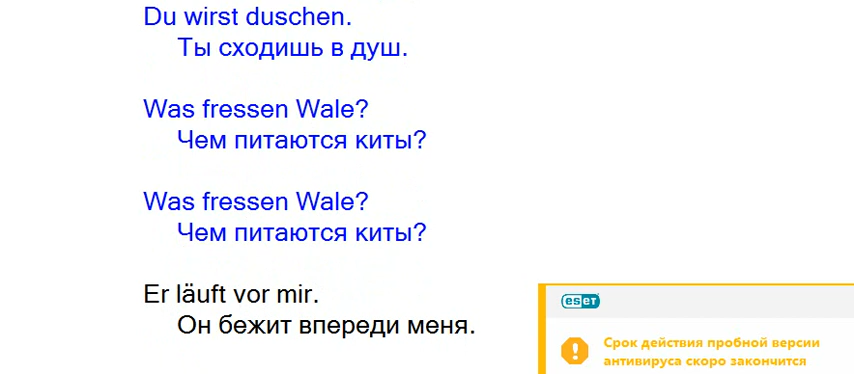 Du wirst duschen.
Ты сходишь в душ.
Was fressen Wale?
Чем питаются киты?
Was fressen Wale?
Чем питаются киты?
Er läuft vor mir.
Он бежит впереди меня.
eset
Срок действия пробной версии
антивируса скоро закончится